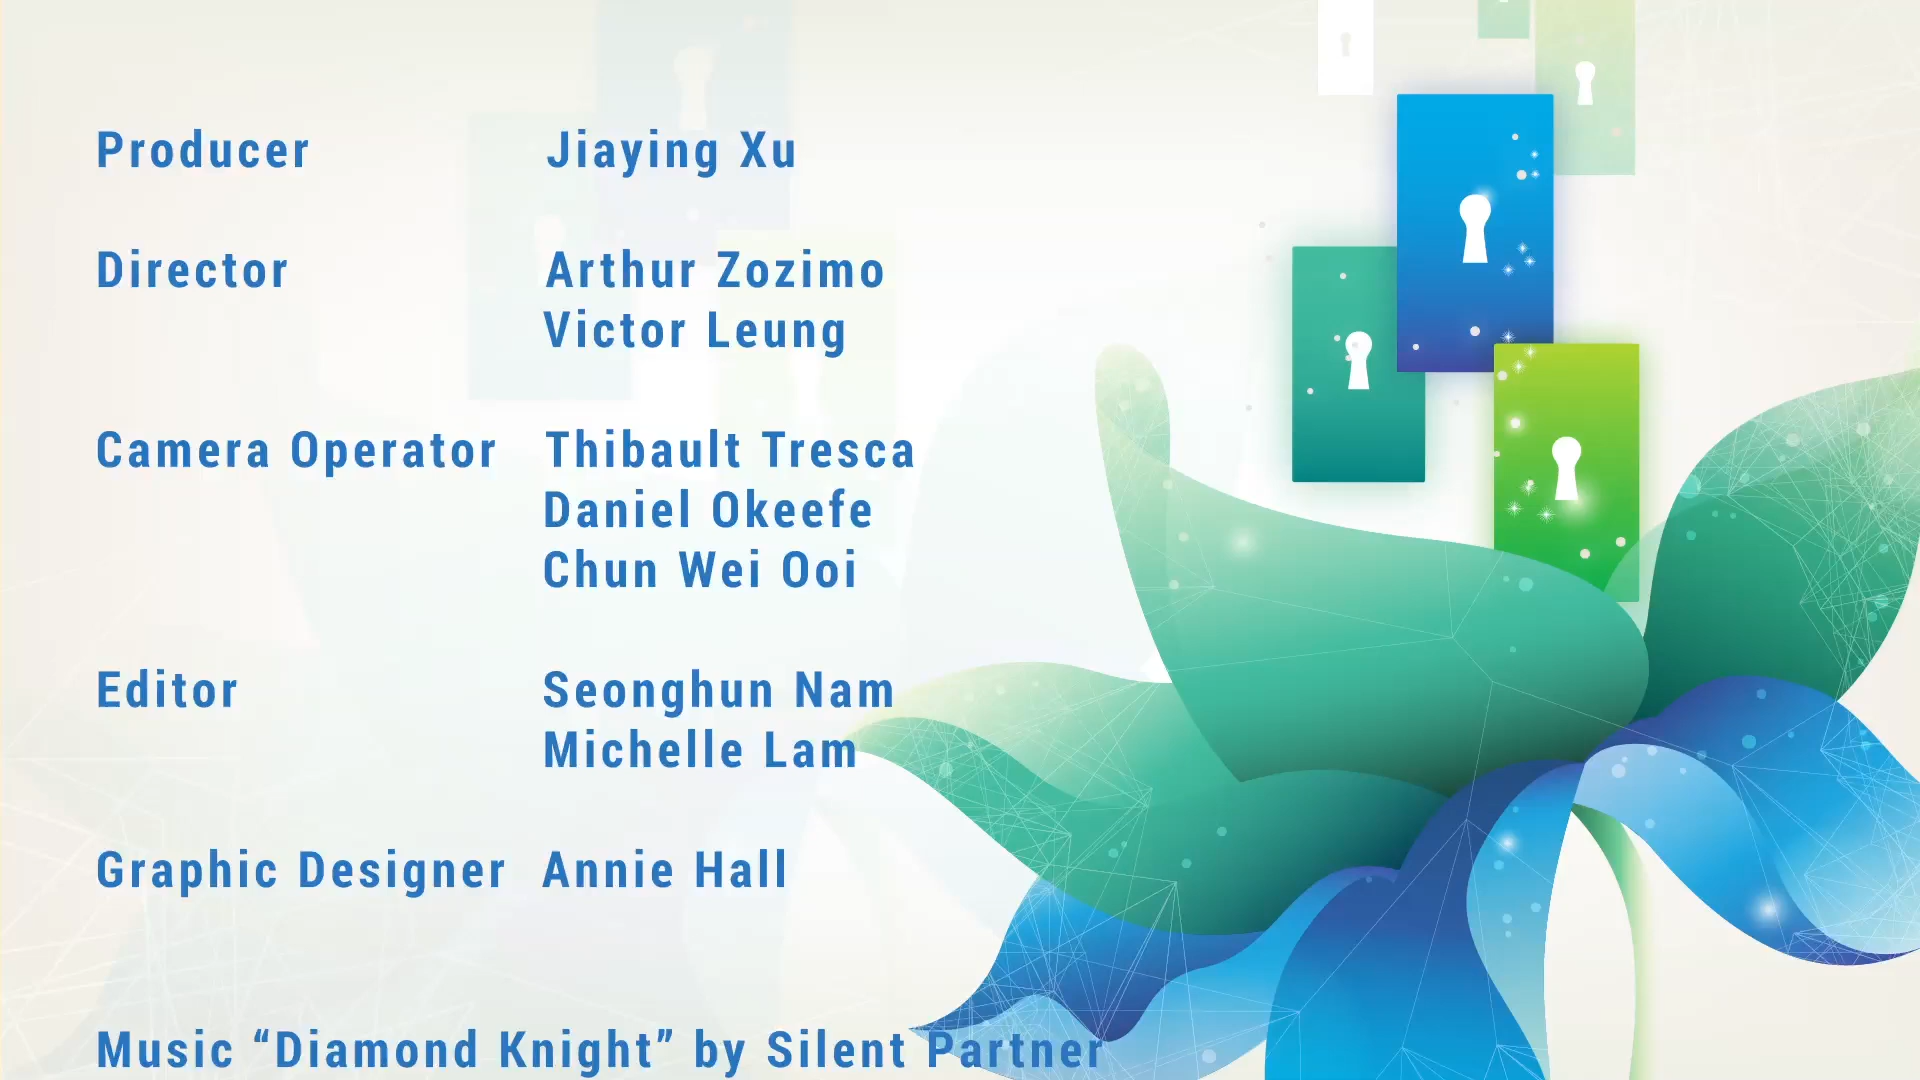 Producer Jiaying Xu
Director Arthur Zozimo
Victor Leung
Camera Operator Thibault Tresca
Daniel Okeefe
Chun Wei Ooi
Editor Seonghun Nam
Michelle Lam
Graphic Designer Annie Hall
Music “Diamond Knight” by Silent Partner